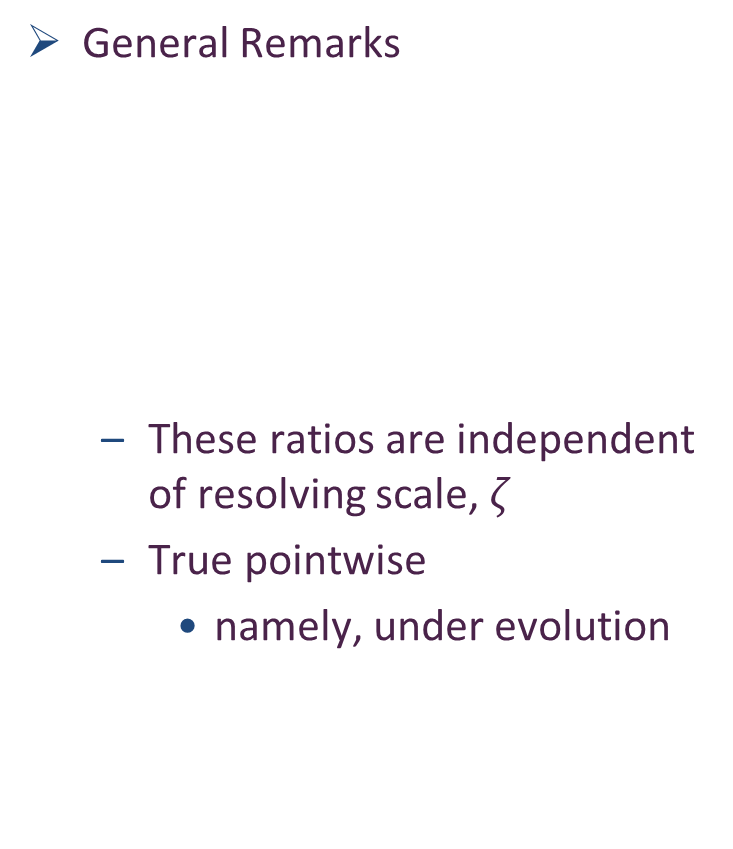 ➢ General Remarks
– These ratios are independent
of resolving scale, ζ
– True pointwise
• namely, under evolution